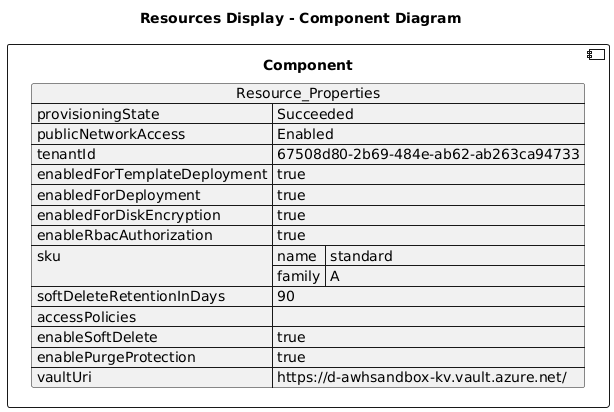 Resources Display - Component Diagram
Component
Resource_Properties
provisioningState Succeeded
publicNetworkAccess Enabled
tenantId 67508d80-2b69-484e-ab62-ab263ca94733
enabledForTemplateDeployment true
enabledForDeployment true
enabledForDiskEncryption true
enableRbacAuthorization true
sku name standard
family A
softDeleteRetentionInDays 90
accessPolicies
enableSoftDelete true
enablePurgeProtection true
vaultUri https://d-awhsandbox-kv.vault.azure.net/